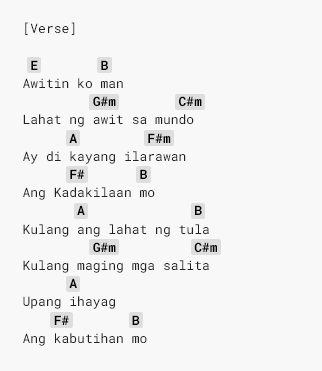 [Verse]
E B
Awitin ko man
G#m C#m
Lahat ng awit sa mundo
A F#m
Ay di kayang ilarawan
F# B
Ang Kadakilaan mo
A B
Kulang ang lahat ng tula
G#m C#m
Kulang maging mga salita
A
Upang ihayag
F# B
Ang kabutihan mo